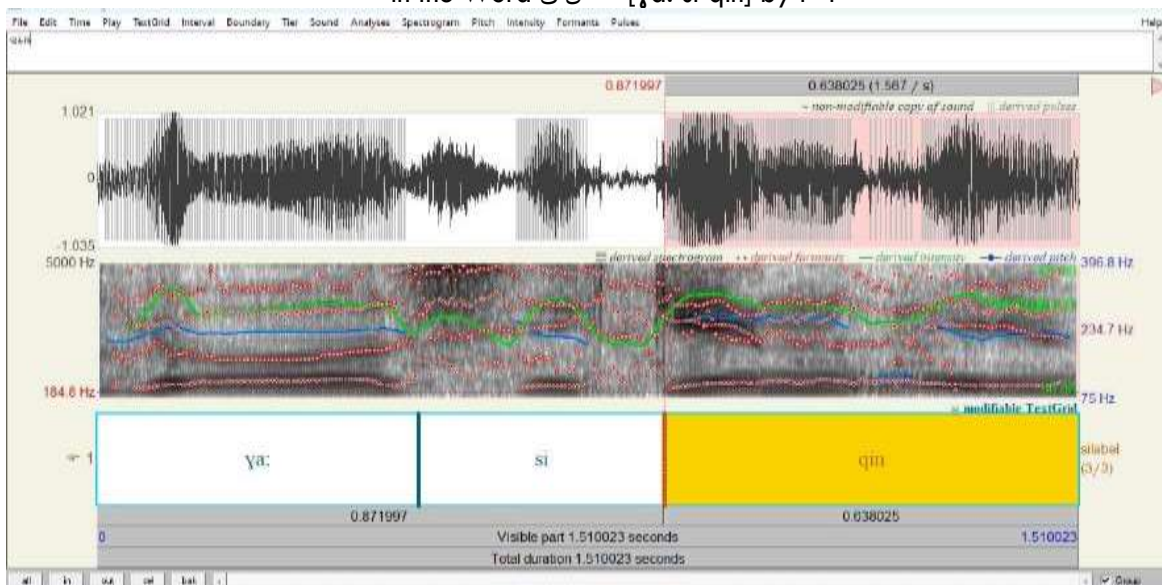 File Edit Time Play TextGrid Interval Boundary Tier Sound Analyses Spectrogram Pitch Intensity Formants Pulses Help
0.871997 0.638025 (1.567 / s)
~ non-modifiable copy of sound derived pulses
1.021
0
-1.035
5000 Hz derived spectrogram derived formants derived intensity derived pitch 396.8 Hz
234.7 Hz
184.8 Hz 75 Hz
modifiable TextGrid
1 ɣa: si qin silabel
(3/3)
0.871997 0.638025
0 Visible part 1.510023 seconds 1.510023
Total duration 1.510023 seconds
all in out sel bak Group